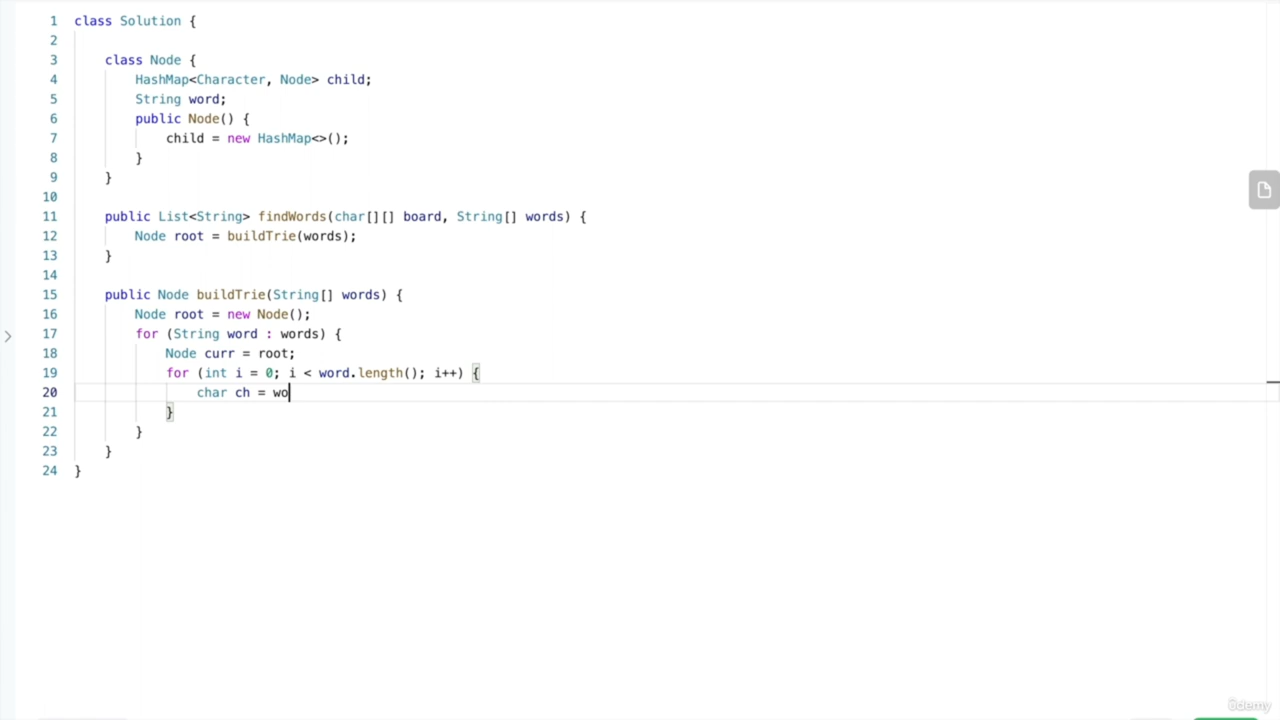 1 class Solution {
2
3 class Node {
4 HashMap<Character, Node> child;
5 String word;
6 public Node() {
7 child = new HashMap<>();
8 }
9 }
10
11 public List<String> findWords(char[][] board, String[] words) {
12 Node root = buildTrie(words);
13 }
14
15 public Node buildTrie(String[] words) {
16 Node root = new Node();
17 for (String word : words) {
18 Node curr = root;
19 for (int i = 0; i < word.length(); i++) {
20 char ch = wo
21 }
22 }
23 }
24 }
ûdemy